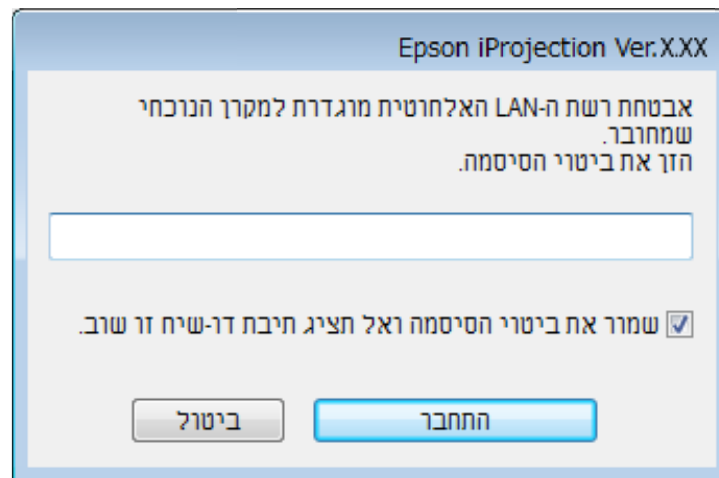 Epson iProjection Ver.X.XX
אבטחת רשת ה-LAN האלחוטית מוגדרת למקרן הנוכחי
שמחובר.
הזן את ביטוי הסיסמה.
שמור את ביטוי הסיסמה ואל תציג תיבת דו-שיח זו שוב.
התחבר
ביטול